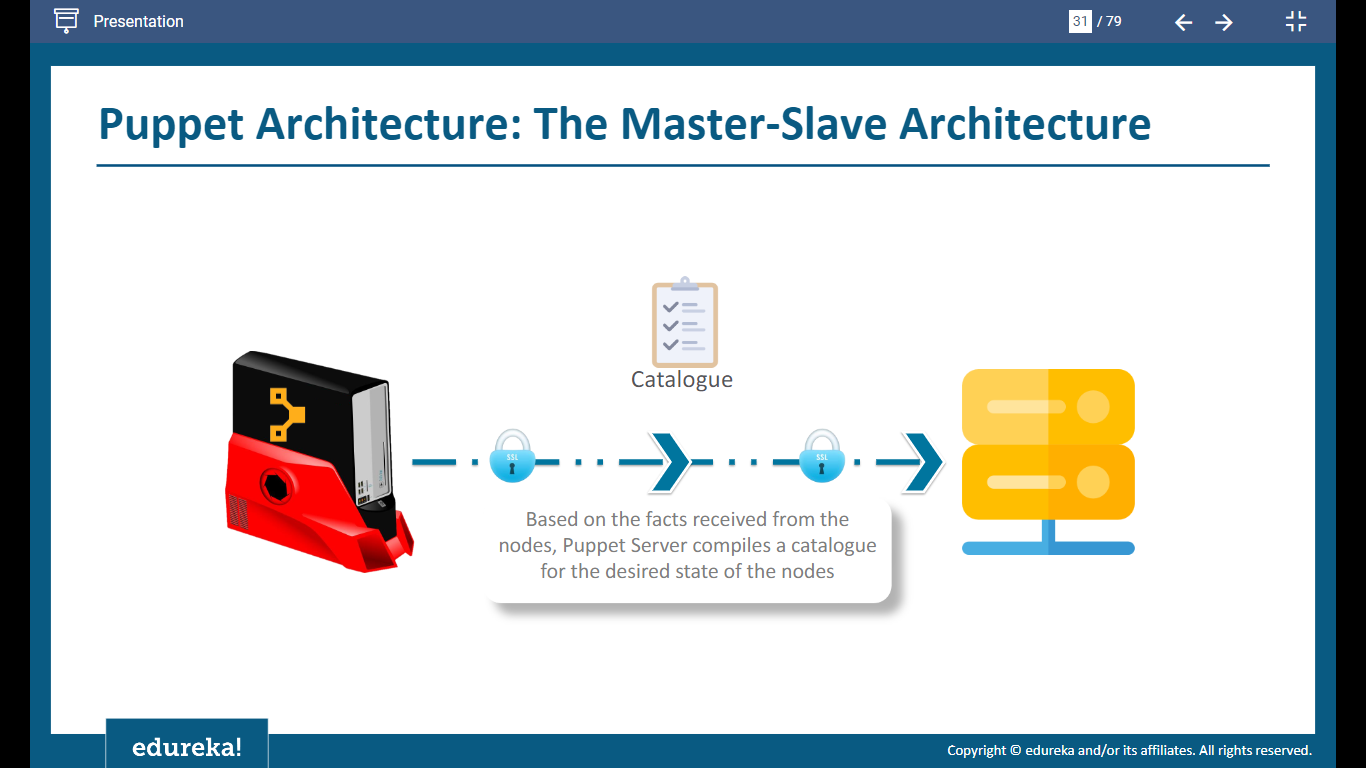 Presentation
31 / 79
Puppet Architecture: The Master-Slave Architecture
Catalogue
SSL
SSL
Based on the facts received from the
nodes, Puppet Server compiles a catalogue
for the desired state of the nodes
edureka!
Copyright © edureka and/or its affiliates. All rights reserved.